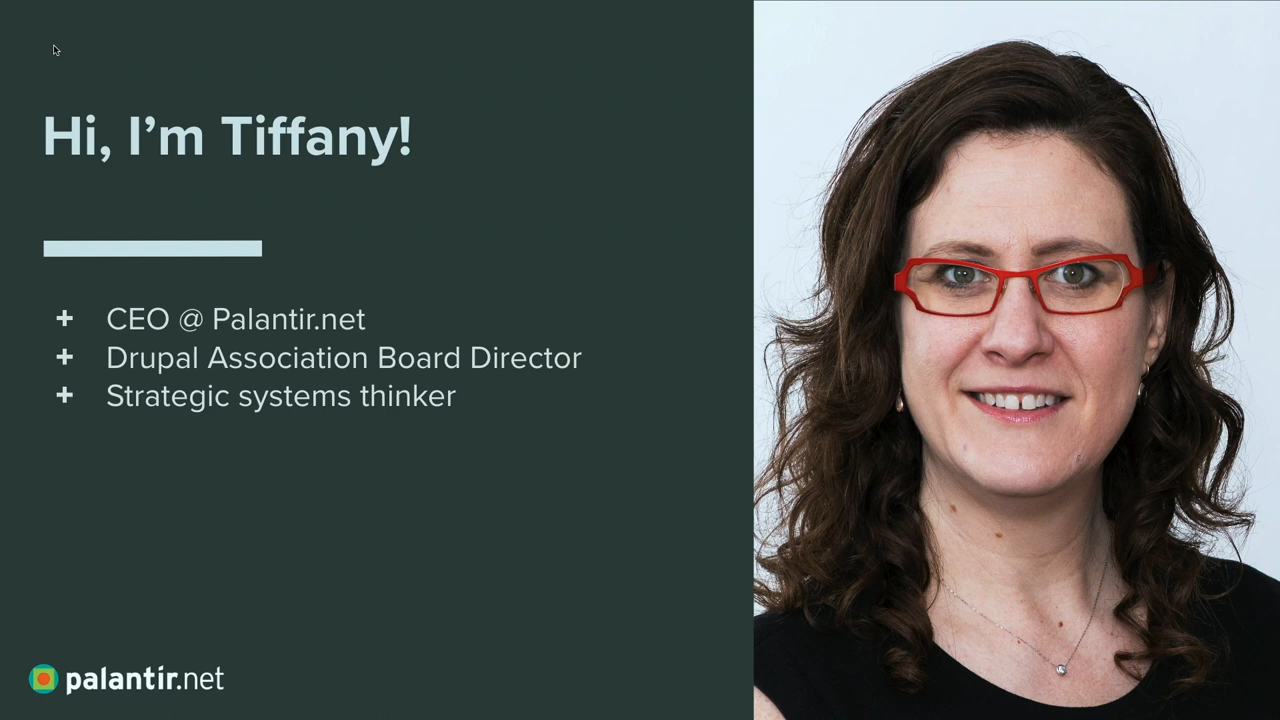 Hi, I’m Tiffany!
+ CEO @ Palantir.net
+ Drupal Association Board Director
+ Strategic systems thinker
palantir.net